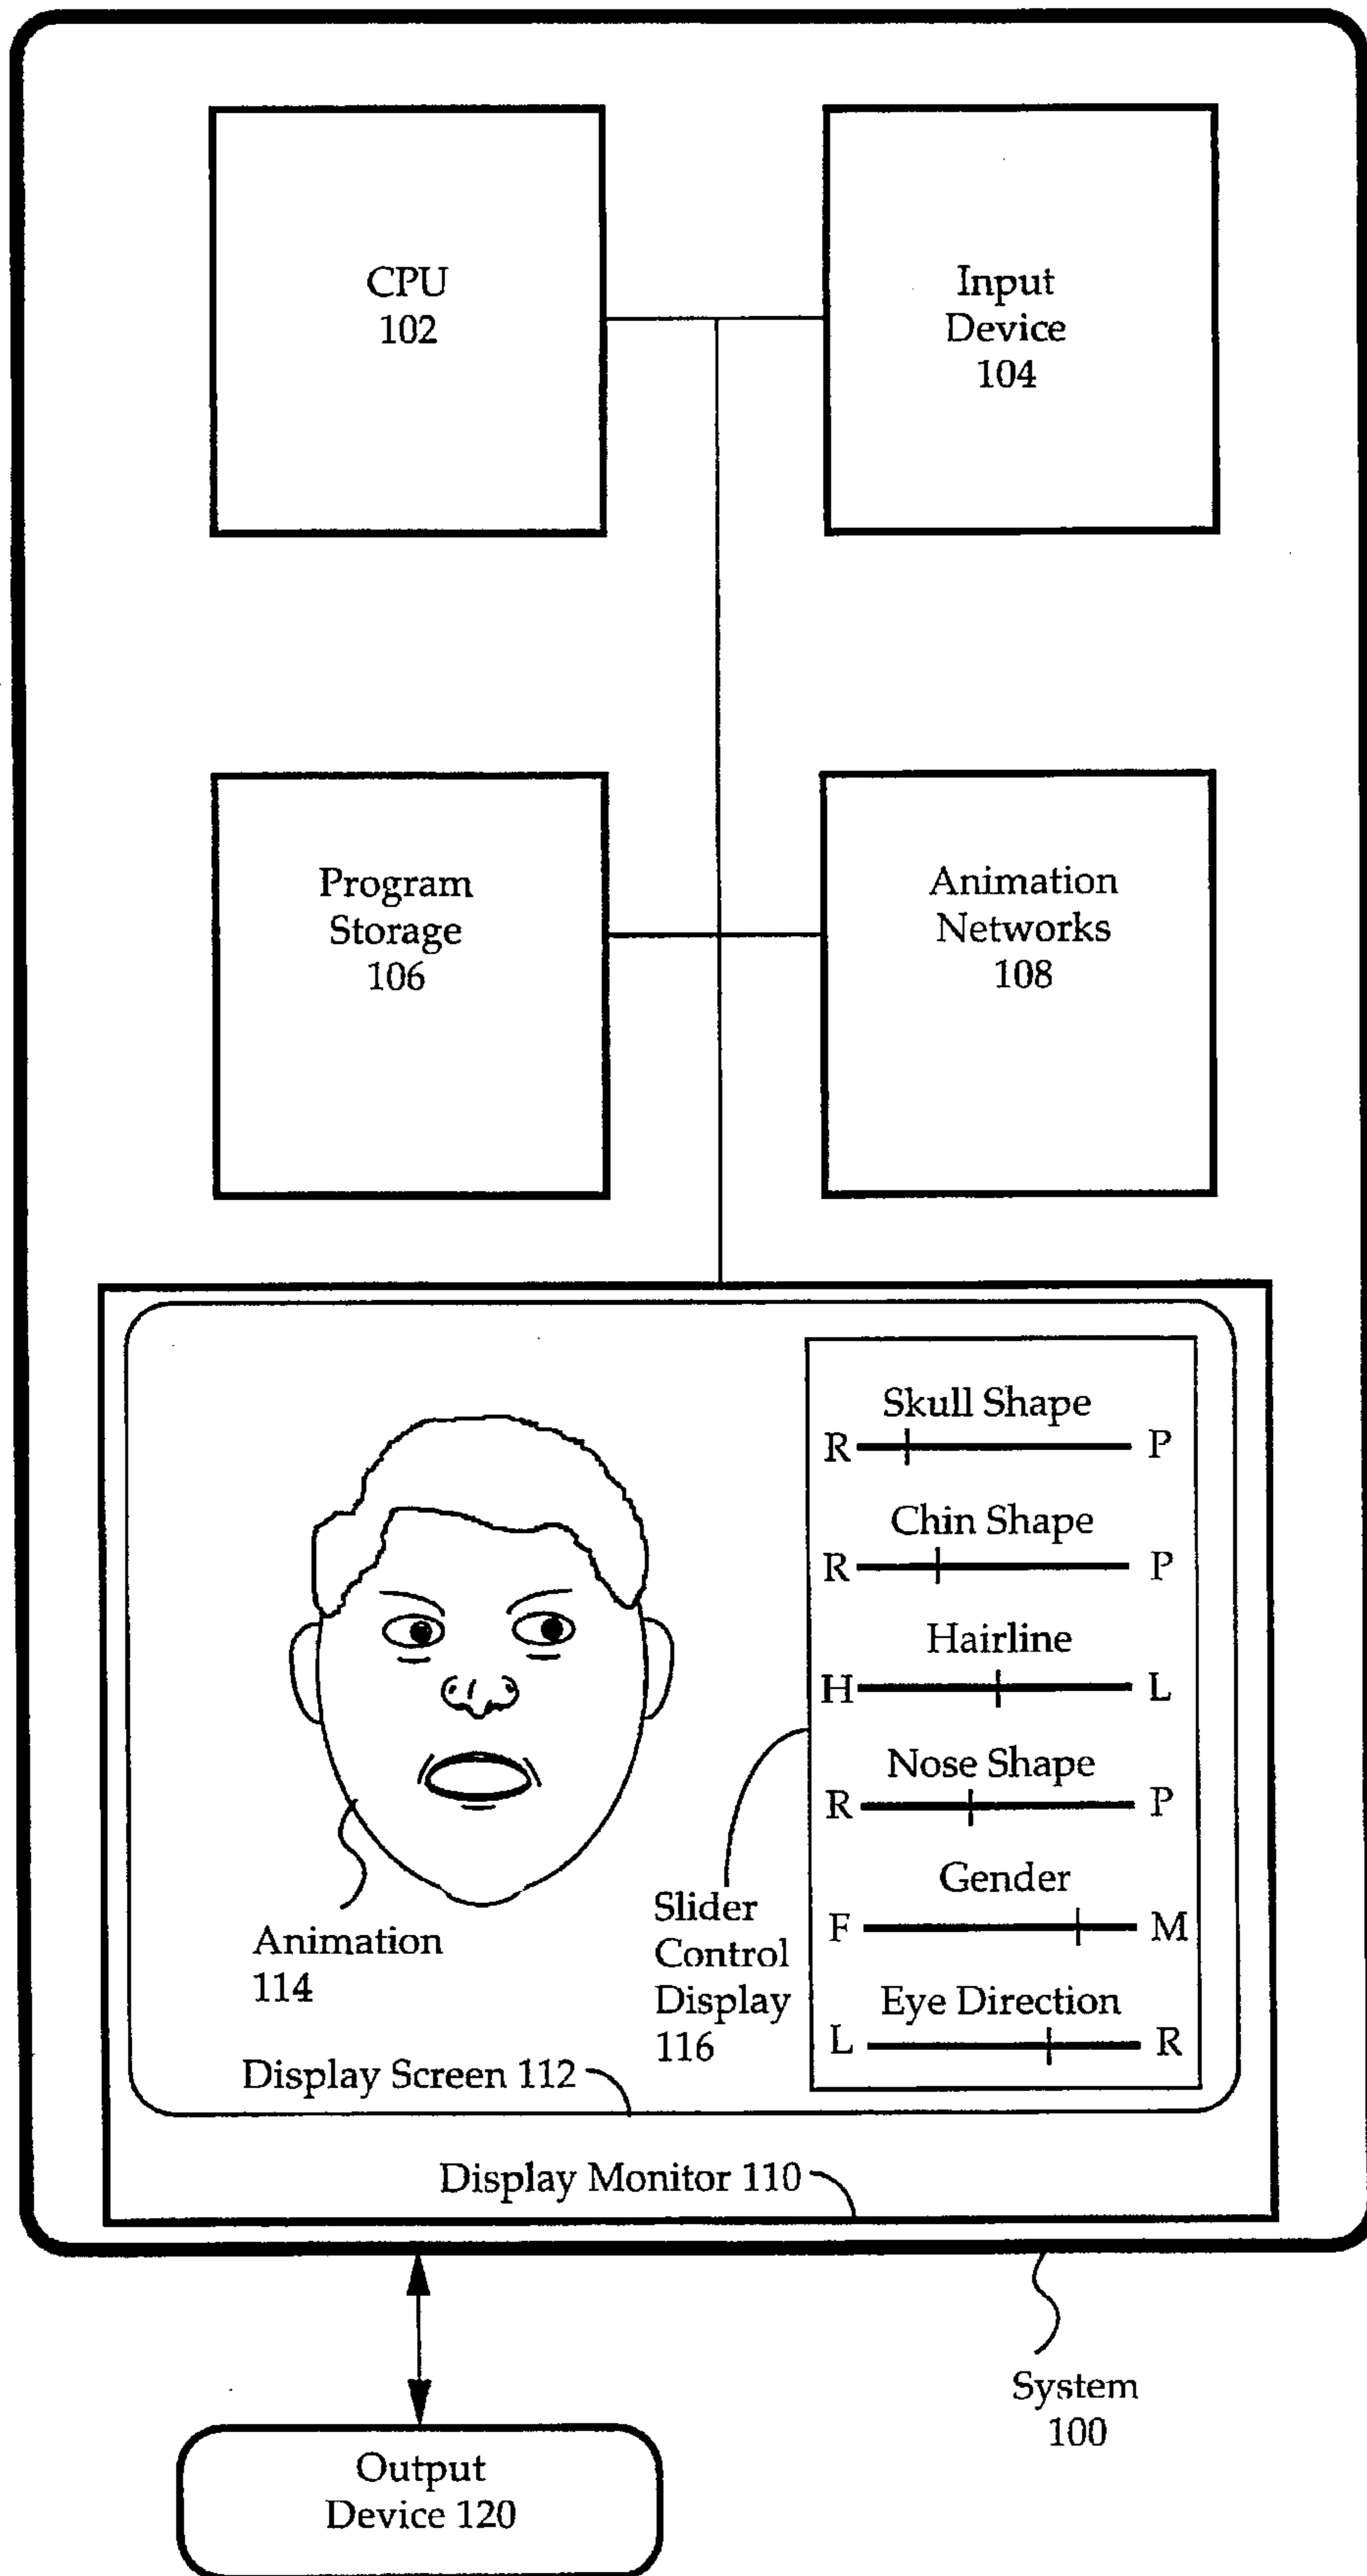 CPU
102
Input
Device
104
Program
Storage
106
Animation
Networks
108
Skull Shape
R P
Chin Shape
R P
Hairline
H L
Nose Shape
R P
Gender
F M
Eye Direction
L R
Slider
Control
Display
116
Animation
114
Display Screen 112
Display Monitor 110
System
100
Output
Device 120